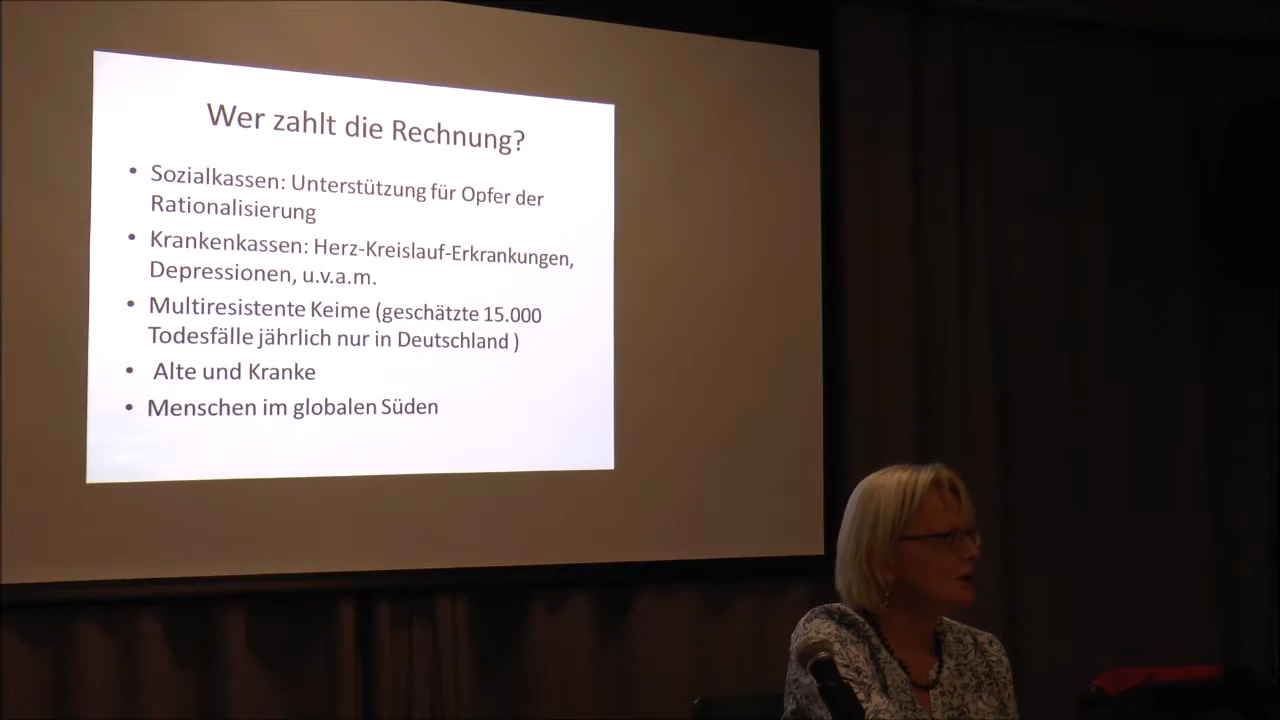 Wer zahlt die Rechnung?
• Sozialkassen: Unterstützung für Opfer der
Rationalisierung
• Krankenkassen: Herz-Kreislauf-Erkrankungen,
Depressionen, u.v.a.m.
• Multiresistente Keime (geschätzte 15.000
Todesfälle jährlich nur in Deutschland )
• Alte und Kranke
• Menschen im globalen Süden